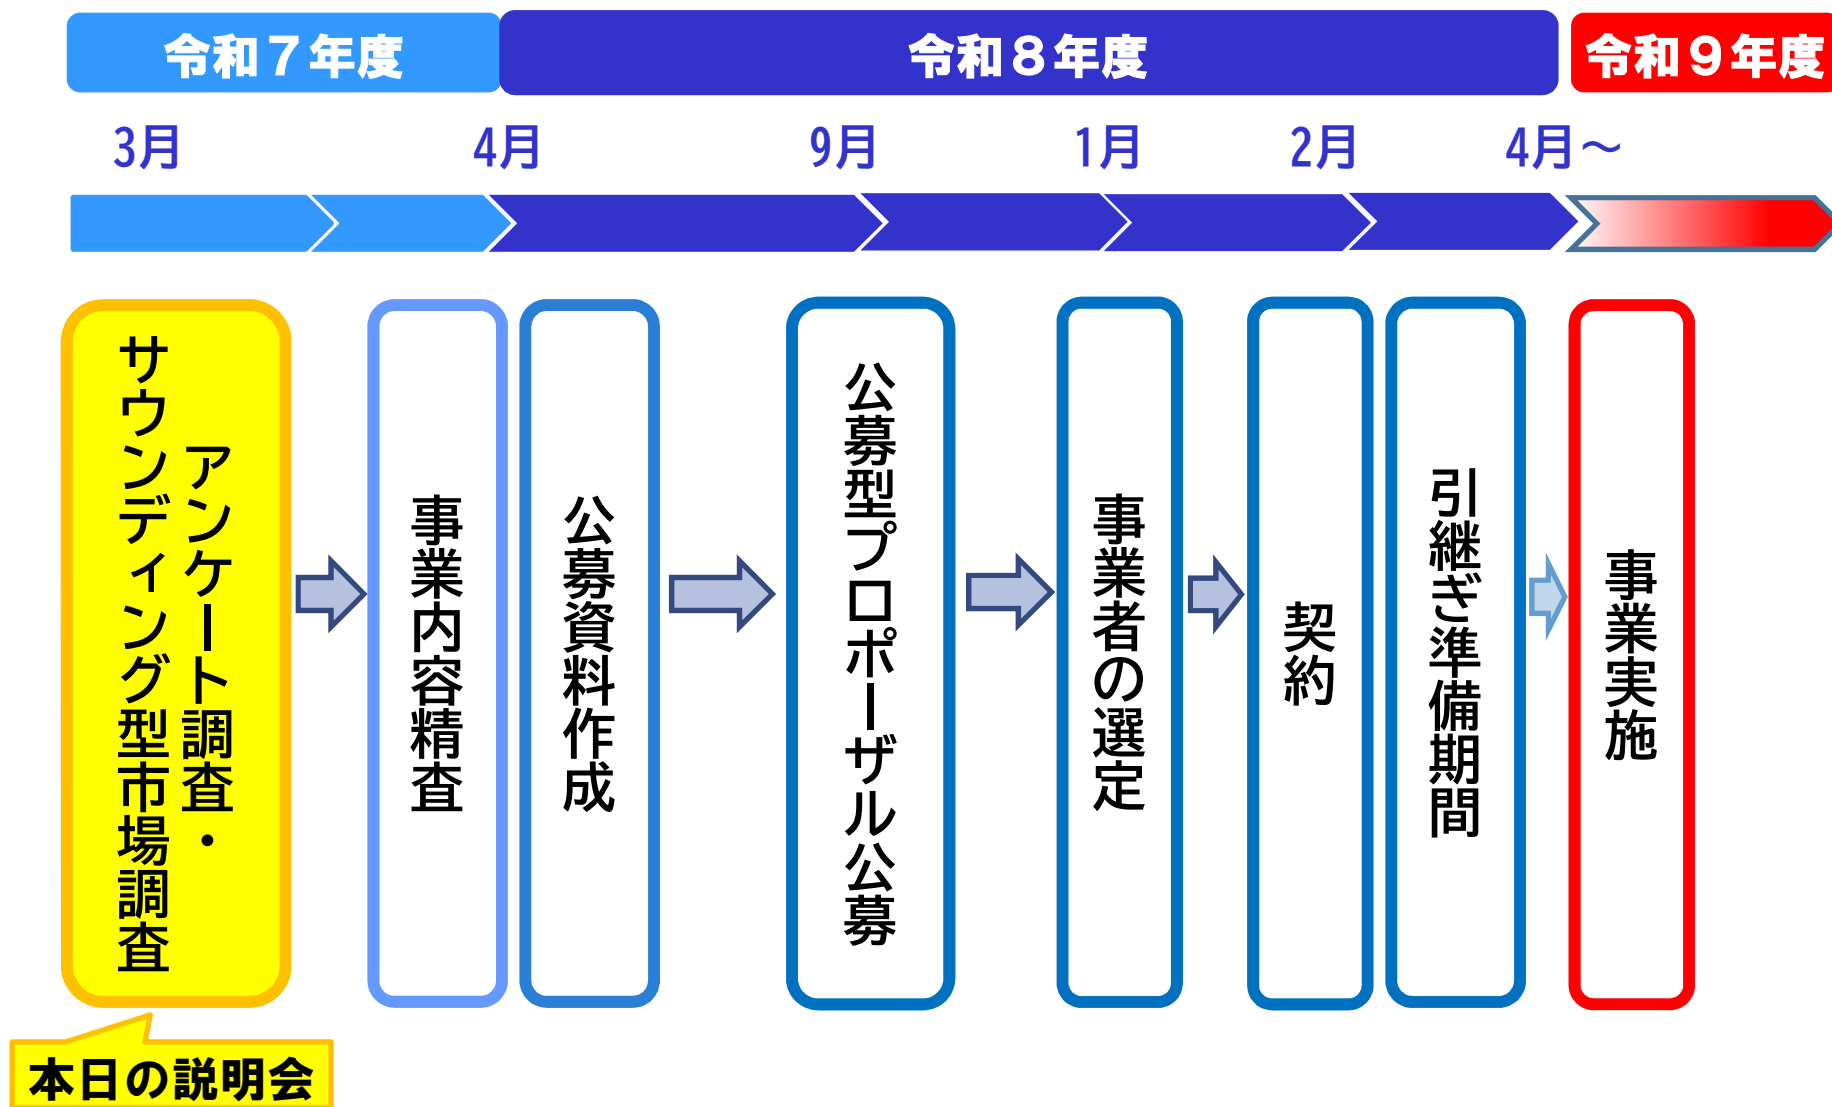 令和７年度
令和８年度
令和９年度
3月
4月
9月
1月
2月
4月～
アンケート調査・
サウンディング型市場調査
事業内容精査
公募資料作成
公募型プロポーザル公募
事業者の選定
契約
引継ぎ準備期間
事業実施
本日の説明会